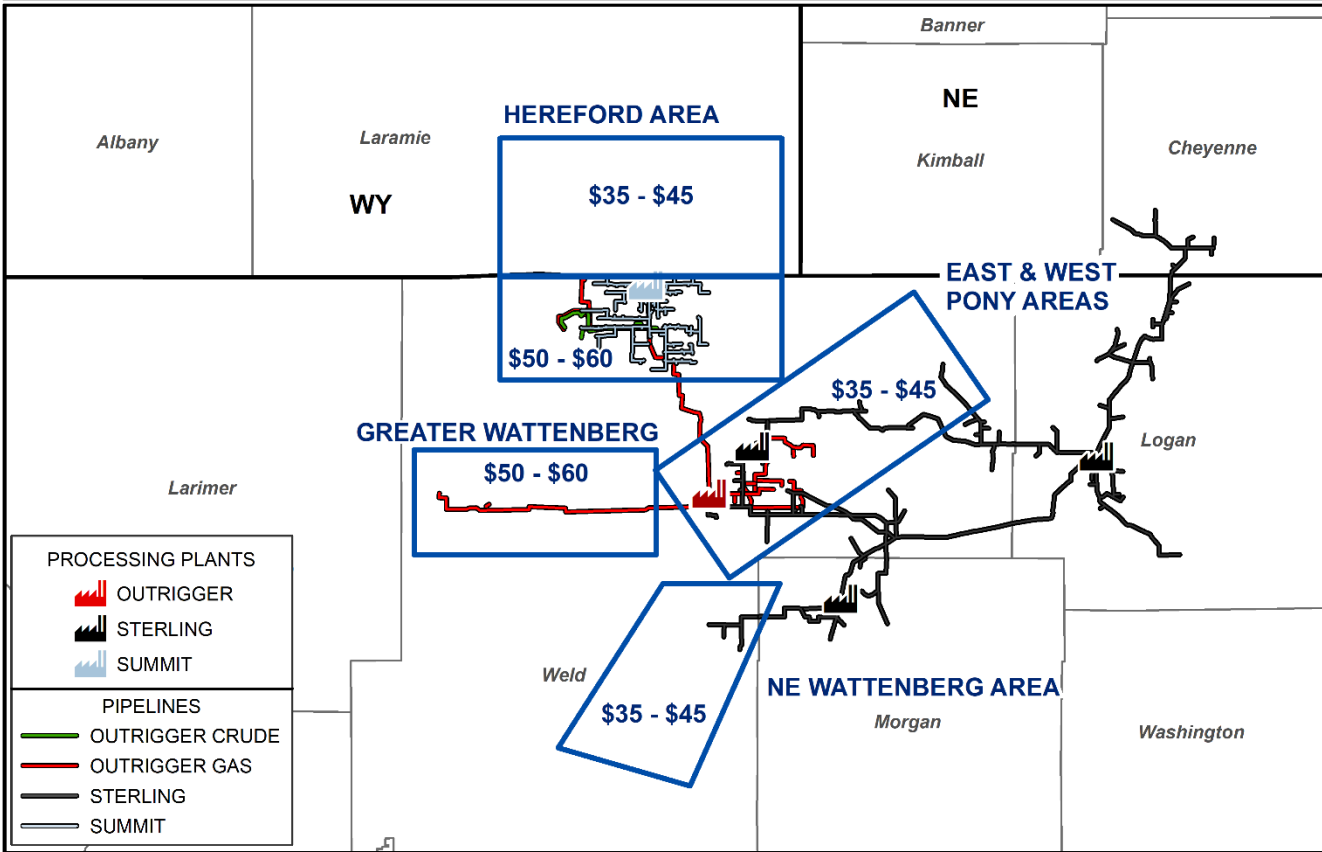 Banner
NE
HEREFORD AREA
Albany
Laramie
Cheyenne
Kimball
$35 - $45
WY
EAST & WEST
PONY AREAS
$50 - $60
$35 - $45
GREATER WATTENBERG
Logan
$50 - $60
Larimer
PROCESSING PLANTS
OUTRIGGER
STERLING
SUMMIT
PIPELINES
OUTRIGGER CRUDE
OUTRIGGER GAS
STERLING
SUMMIT
Weld
NE WATTENBERG AREA
$35 - $45
Morgan
Washington